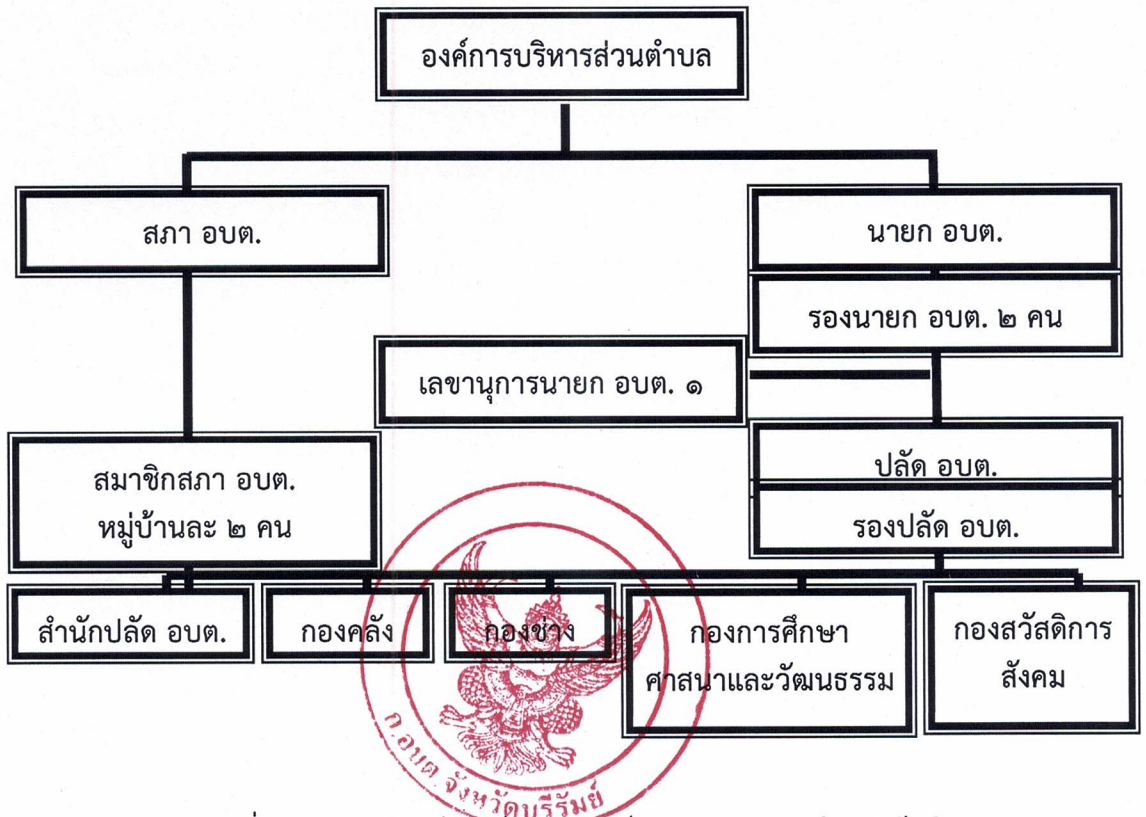 องค์การบริหารส่วนตำบล
สภา อบต.
นายก อบต.
รองนายก อบต. ๒ คน
เลขานุการนายก อบต. ๑
ปลัด อบต.
สมาชิกสภา อบต.
หมู่บ้านละ ๒ คน
รองปลัด อบต.
สำนักปลัด อบต.
กองคลัง
กองช่าง
กองการศึกษา
ศาสนาและวัฒนธรรม
กองสวัสดิการ
สังคม
ก.อบต จังหวัดบุรีรัมย์